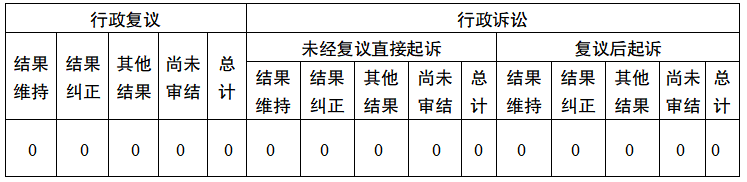 行政复议 行政诉讼
未经复议直接起诉 复议后起诉
结果维持 结果纠正 其他结果 尚未审结 总计 结果维持 结果纠正 其他结果 尚未审结 总计 结果维持 结果纠正 其他结果 尚未审结 总计
0 0 0 0 0 0 0 0 0 0 0 0 0 0 0